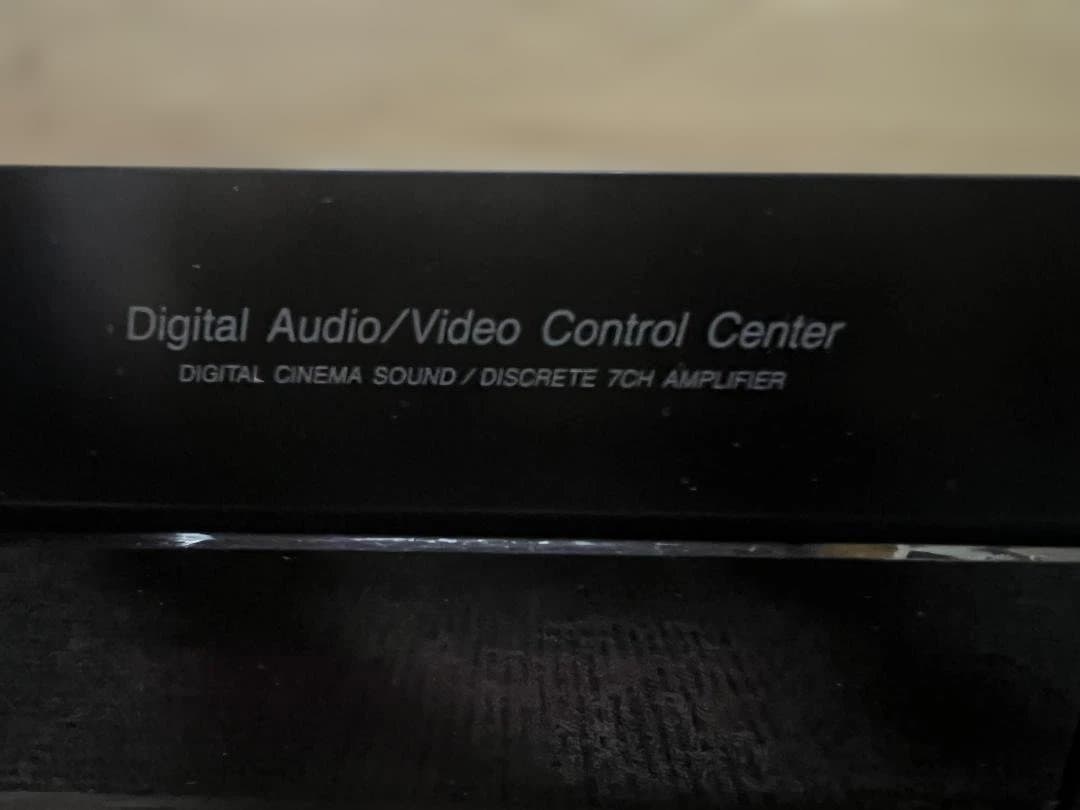 Digital Audio/Video Control Center
DIGITAL CINEMA SOUND / DISCRETE 7CH AMPLIFIER